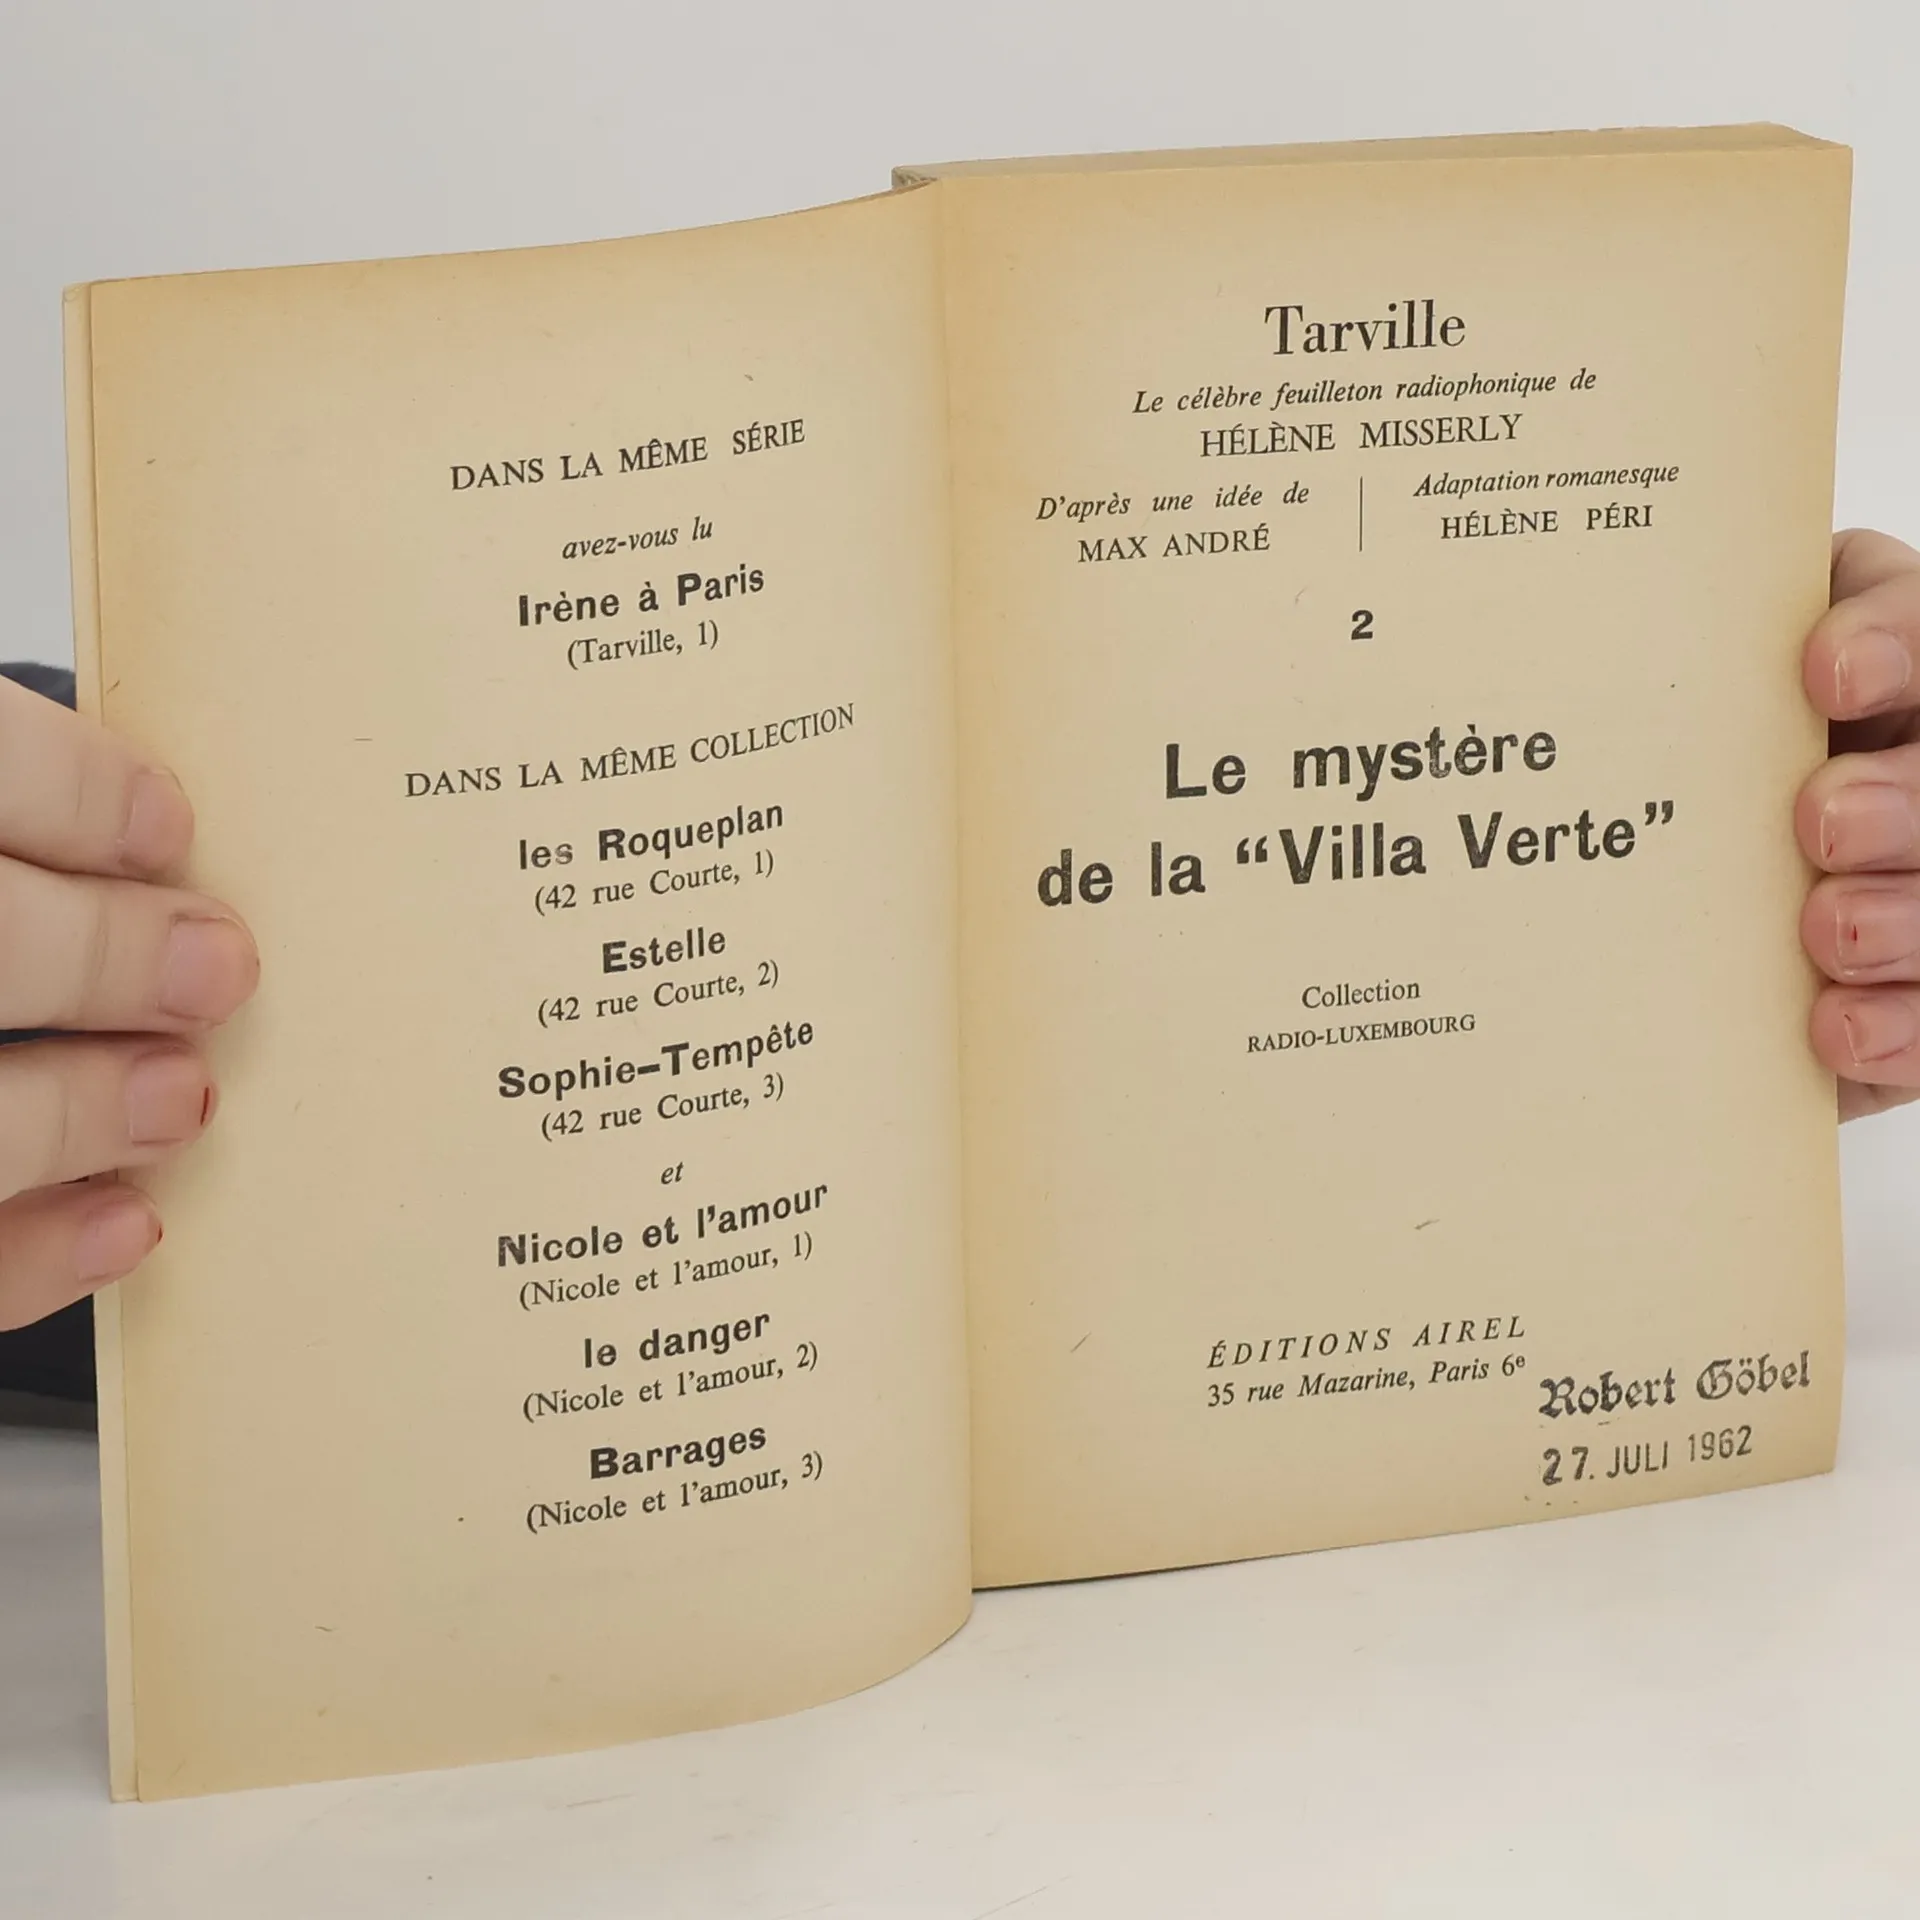 DANS LA MÊME SÉRIE
avez-vous lu
Irène à Paris
(Tarville, 1)
DANS LA MÊME COLLECTION
les Roqueplan
(42 rue Courte, 1)
Estelle
(42 rue Courte, 2)
Sophie-Tempête
(42 rue Courte, 3)
et
Nicole et l'amour
(Nicole et l'amour, 1)
le danger
(Nicole et l'amour, 2)
Barrages
(Nicole et l'amour, 3)
Tarville
Le célèbre feuilleton radiophonique de
HÉLÈNE MISSERLY
D'après une idée de
MAX ANDRÉ
Adaptation romanesque
HÉLÈNE PÉRI
2
Le mystère
de la “Villa Verte”
Collection
RADIO-LUXEMBOURG
ÉDITIONS AIREL
35 rue Mazarine, Paris 6e
Robert Göbel
27. JULI 1962